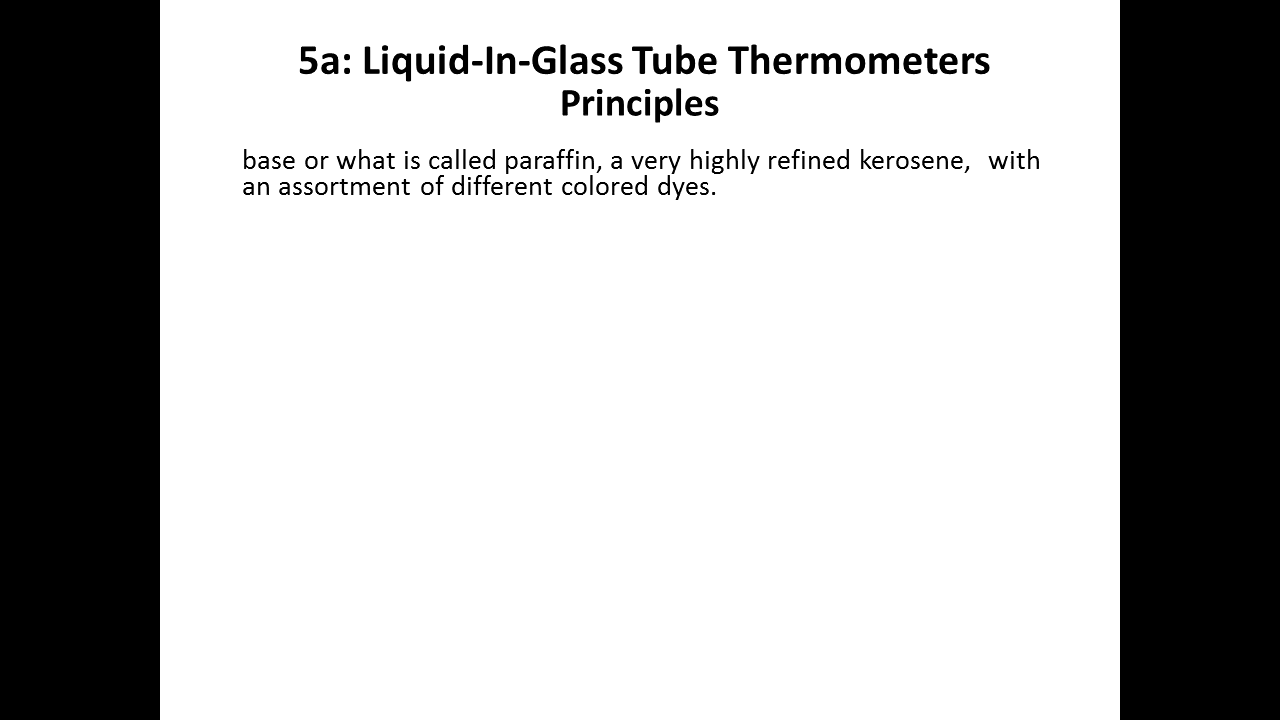 5a: Liquid-In-Glass Tube Thermometers
Principles
base or what is called paraffin, a very highly refined kerosene,  with
an assortment of different colored dyes.